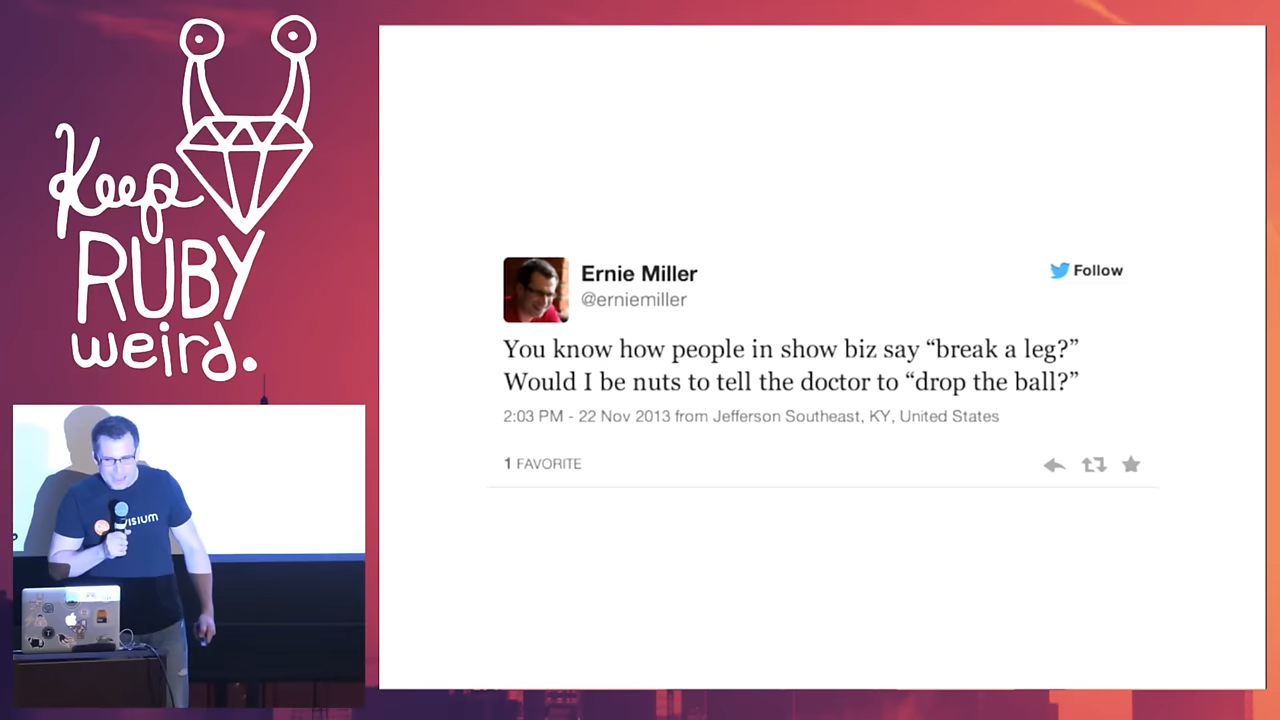 Keep
RUBY
weird.
Ernie Miller
@erniemiller
Follow
You know how people in show biz say “break a leg?”
Would I be nuts to tell the doctor to “drop the ball?”
2:03 PM - 22 Nov 2013 from Jefferson Southeast, KY, United States
1 FAVORITE
isium